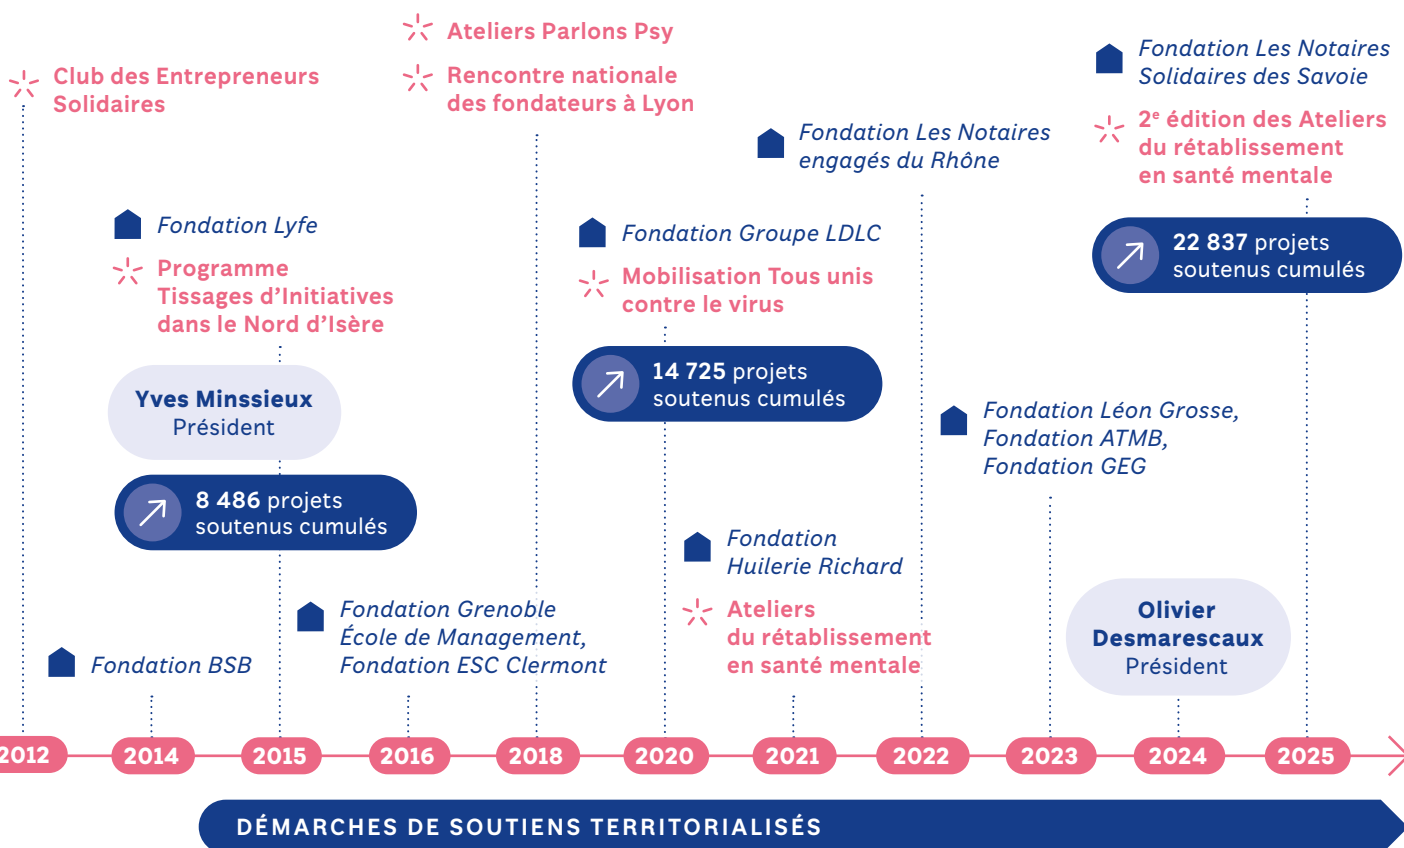 Club des Entrepreneurs
Solidaires
Fondation BSB
Fondation Lyfe
Programme
Tissages d’Initiatives
dans le Nord d’Isère
Yves Minssieux
Président
8 486 projets
soutenus cumulés
Fondation Grenoble
École de Management,
Fondation ESC Clermont
Ateliers Parlons Psy
Rencontre nationale
des fondateurs à Lyon
Fondation Groupe LDLC
Mobilisation Tous unis
contre le virus
14 725 projets
soutenus cumulés
Fondation
Huilerie Richard
Ateliers
du rétablissement
en santé mentale
Fondation Les Notaires
engagés du Rhône
Fondation Léon Grosse,
Fondation ATMB,
Fondation GEG
Olivier
Desmarescaux
Président
Fondation Les Notaires
Solidaires des Savoie
2e édition des Ateliers
du rétablissement
en santé mentale
22 837 projets
soutenus cumulés
2012 2014 2015 2016 2018 2020 2021 2022 2023 2024 2025
DÉMARCHES DE SOUTIENS TERRITORIALISÉS